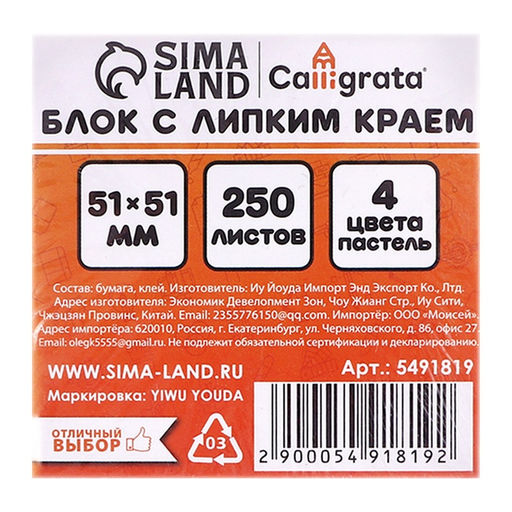 SIMA LAND
Calligrata®
БЛОК С ЛИПКИМ КРАЕМ
51×51 ММ
250 ЛИСТОВ
4 цвета пастель
Состав: бумага, клей. Изготовитель: Иу Йоуда Импорт Энд Экспорт Ко., Лтд.
Адрес изготовителя: Экономик Девелопмент Зон, Чоу Жианг Стр., Иу Сити,
Чжэцзян Провинс, Китай. Email: 2355776150@qq.com. Импортёр: ООО «Моисей».
Адрес импортёра: 620010, Россия, г. Екатеринбург, ул. Черняховского, д. 86, офис 27.
Email: olegk5555@gmail.ru. Не подлежит обязательной сертификации и декларированию.
WWW.SIMA-LAND.RU
Арт.: 5491819
Маркировка: YIWU YOUDA
ОТЛИЧНЫЙ
ВЫБОР
03
2 900054 918192